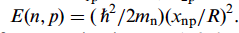 E(n, p) = (ħ²/2mₙ)(xₙₚ/R)².